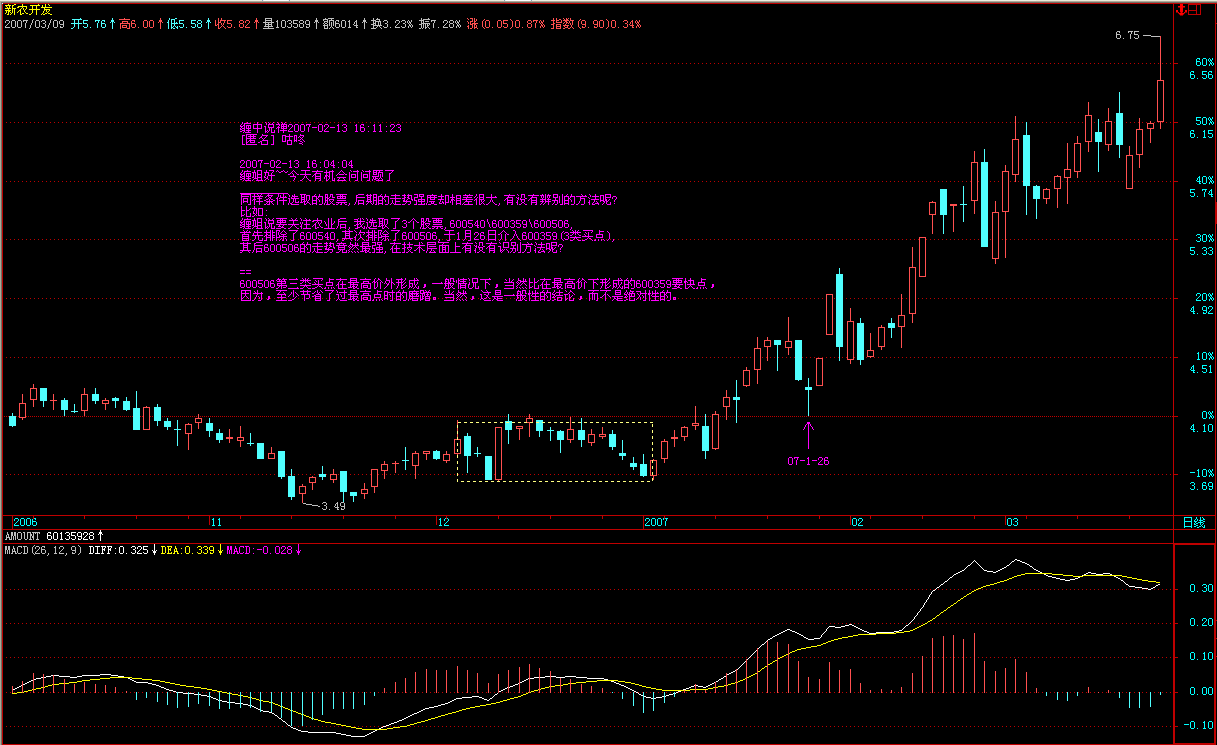 新农开发
2007/03/09 开5.76↑高6.00↑低5.58↑收5.82↑量103589↑额6014↑换3.23% 振7.28% 涨(0.05)0.87% 指数(9.90)0.34%
6.75
60%
6.56
缠中说禅2007-02-13 16:11:23
[匿名] 咕咚
50%
6.15
2007-02-13 16:04:04
缠姐好^^今天有机会问问题了
40%
5.74
同样条件选取的股票,后期的走势强度却相差很大,有没有辩别的方法呢?
比如:
缠姐说要关注农业后,我选取了3个股票,600540\600359\600506,
首先排除了600540,其次排除了600506,于1月26日介入600359(3类买点),
其后600506的走势竟然最强,在技术层面上有没有识别方法呢?
30%
5.33
==
600506第三类买点在最高价外形成，一般情况下，当然比在最高价下形成的600359要快点，
因为，至少节省了过最高点时的磨蹭。当然，这是一般性的结论，而不是绝对性的。
20%
4.92
10%
4.51
0%
4.10
07-1-26
-10%
3.69
3.49
2006 11 12 2007 02 03 日线
AMOUNT 60135928↑
MACD(26,12,9) DIFF:0.325↓ DEA:0.339↓ MACD:-0.028↓
0.30
0.20
0.10
0.00
-0.10